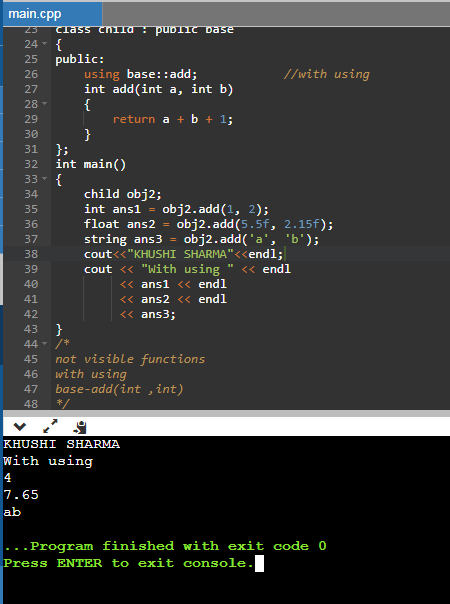 main.cpp
23 class child : public base
24 {
25 public:
26     using base::add;            //with using
27     int add(int a, int b)
28     {
29         return a + b + 1;
30     }
31 };
32 int main()
33 {
34     child obj2;
35     int ans1 = obj2.add(1, 2);
36     float ans2 = obj2.add(5.5f, 2.15f);
37     string ans3 = obj2.add('a', 'b');
38     cout<<"KHUSHI SHARMA"<<endl;
39     cout << "With using " << endl
40          << ans1 << endl
41          << ans2 << endl
42          << ans3;
43 }
44 /*
45 not visible functions
46 with using
47 base-add(int ,int)
48 */
KHUSHI SHARMA
With using
4
7.65
ab
...Program finished with exit code 0
Press ENTER to exit console.